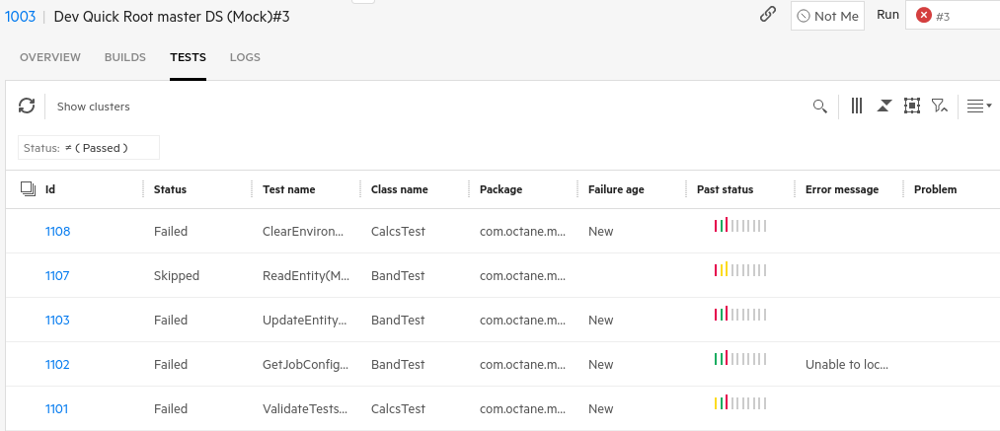 1003 | Dev Quick Root master DS (Mock)#3 Not Me Run #3
OVERVIEW BUILDS TESTS LOGS
Show clusters
Status: ≠ ( Passed )
Id Status Test name Class name Package Failure age Past status Error message Problem
1108 Failed ClearEnviron... CalcsTest com.octane.m... New
1107 Skipped ReadEntity(M... BandTest com.octane.m...
1103 Failed UpdateEntity... BandTest com.octane.m... New
1102 Failed GetJobConfig... BandTest com.octane.m... New Unable to loc...
1101 Failed ValidateTests... CalcsTest com.octane.m... New